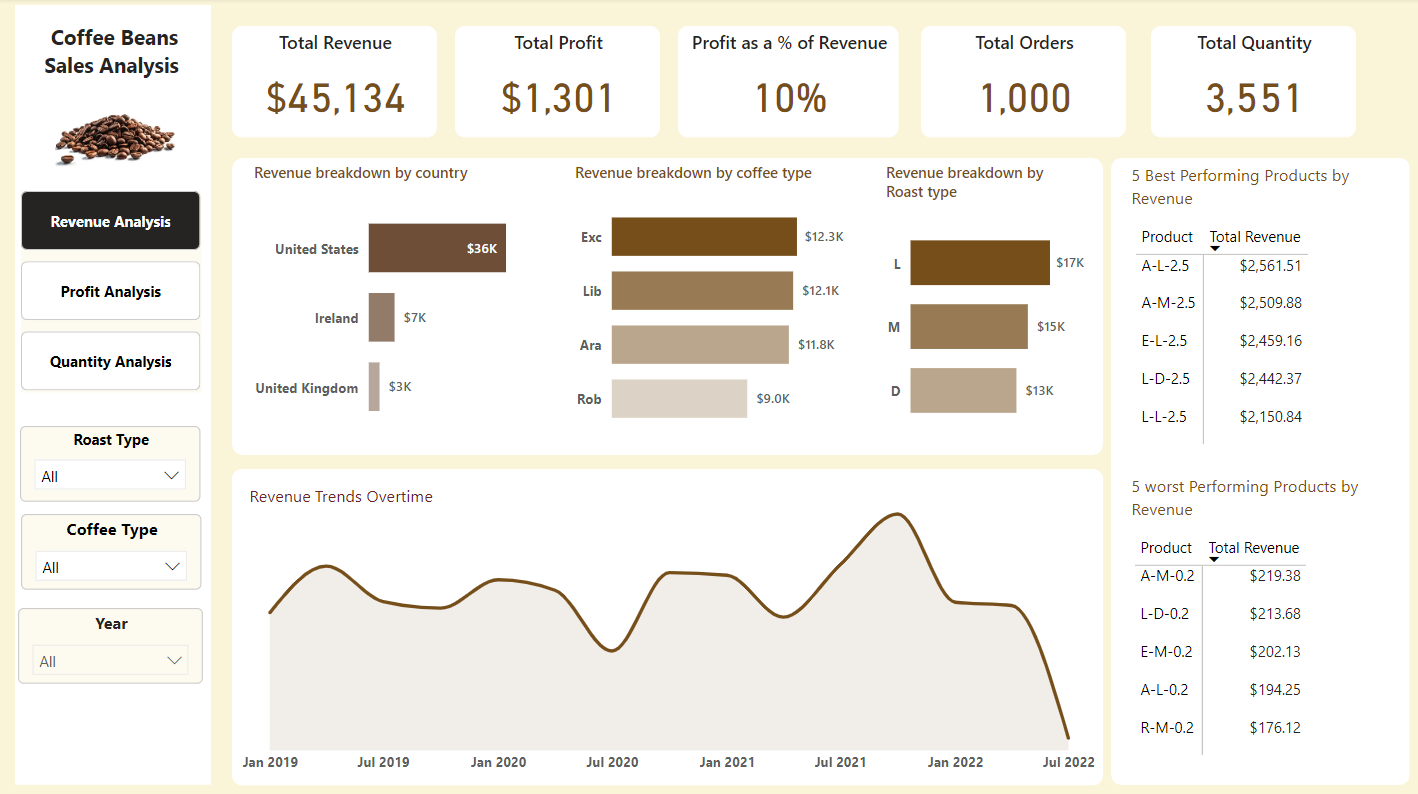 Coffee Beans
Sales Analysis
Revenue Analysis
Profit Analysis
Quantity Analysis
Roast Type
All
Coffee Type
All
Year
All
Total Revenue
$45,134
Total Profit
$1,301
Profit as a % of Revenue
10%
Total Orders
1,000
Total Quantity
3,551
Revenue breakdown by country
United States $36K
Ireland $7K
United Kingdom $3K
Revenue breakdown by coffee type
Exc $12.3K
Lib $12.1K
Ara $11.8K
Rob $9.0K
Revenue breakdown by
Roast type
L $17K
M $15K
D $13K
Revenue Trends Overtime
Jan 2019 Jul 2019 Jan 2020 Jul 2020 Jan 2021 Jul 2021 Jan 2022 Jul 2022
5 Best Performing Products by
Revenue
Product Total Revenue
A-L-2.5 $2,561.51
A-M-2.5 $2,509.88
E-L-2.5 $2,459.16
L-D-2.5 $2,442.37
L-L-2.5 $2,150.84
5 worst Performing Products by
Revenue
Product Total Revenue
A-M-0.2 $219.38
L-D-0.2 $213.68
E-M-0.2 $202.13
A-L-0.2 $194.25
R-M-0.2 $176.12